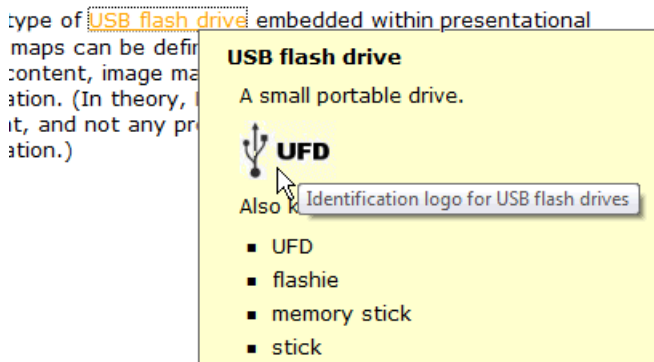 type of USB flash drive embedded within presentational
maps can be defin
content, image ma
ation. (In theory,
nt, and not any pr
ation.)
USB flash drive
A small portable drive.
UFD
Identification logo for USB flash drives
Also k
UFD
flashie
memory stick
stick